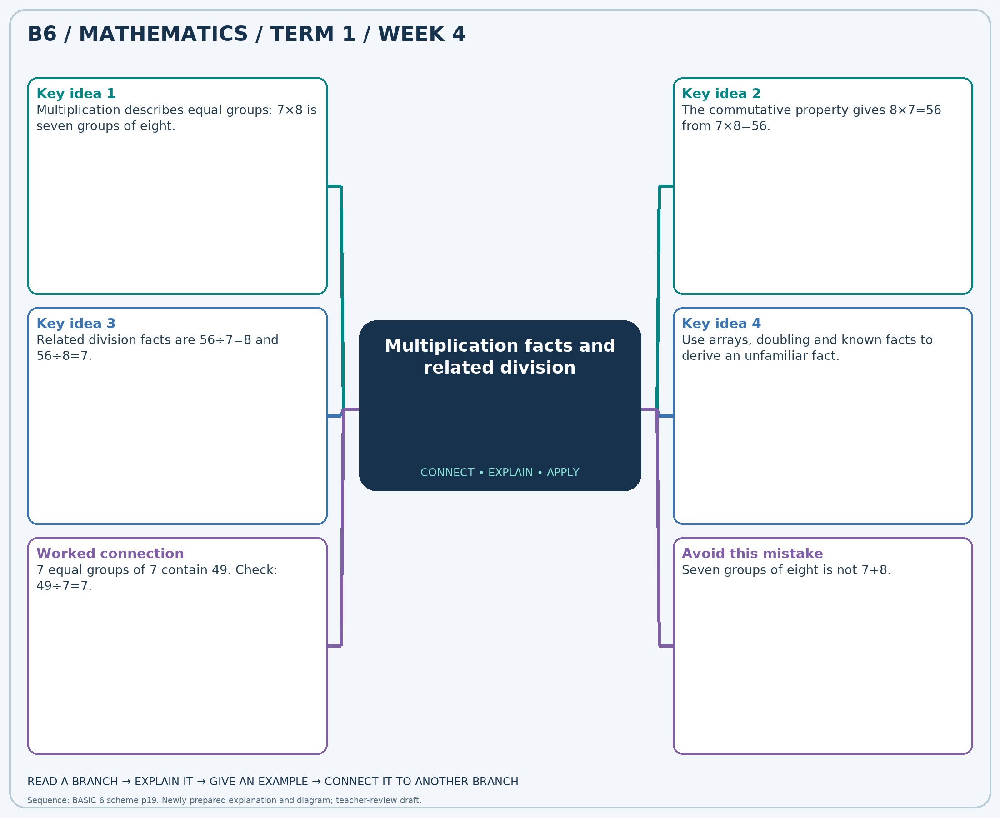 B6 / MATHEMATICS / TERM 1 / WEEK 4
Key idea 1
Multiplication describes equal groups: 7×8 is
seven groups of eight.
Key idea 2
The commutative property gives 8×7=56
from 7×8=56.
Key idea 3
Related division facts are 56÷7=8 and
56÷8=7.
Multiplication facts and
related division
CONNECT • EXPLAIN • APPLY
Key idea 4
Use arrays, doubling and known facts to
derive an unfamiliar fact.
Worked connection
7 equal groups of 7 contain 49. Check:
49÷7=7.
Avoid this mistake
Seven groups of eight is not 7+8.
READ A BRANCH → EXPLAIN IT → GIVE AN EXAMPLE → CONNECT IT TO ANOTHER BRANCH
Sequence: BASIC 6 scheme p19. Newly prepared explanation and diagram; teacher-review draft.